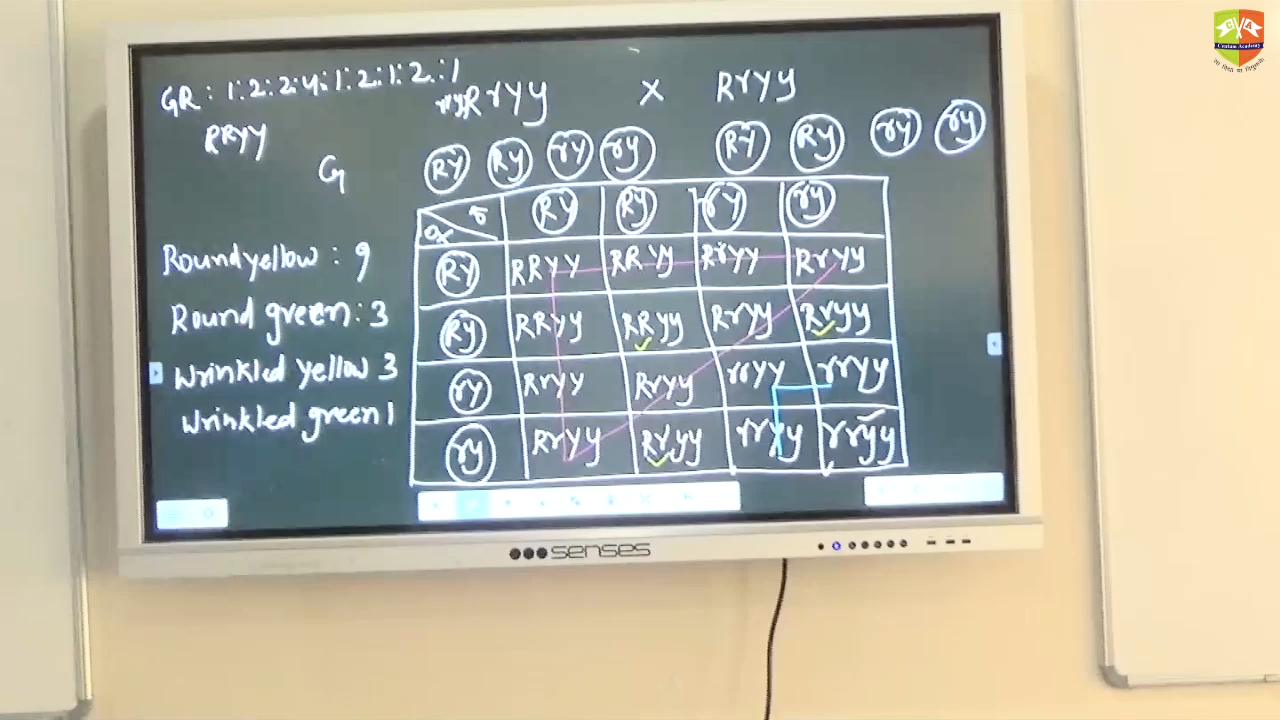 GR : 1:2:2:4:1:2:1:2:1
RrYy × RrYy
RRYY
G
RY Ry rY ry RY Ry rY ry
♀ ♂ RY Ry rY ry
RY RRYY RRYy RrYY RrYy
Ry RRYy RRyy RrYy Rryy
rY RrYY RrYy rrYY rrYy
ry RrYy Rryy rrYy rryy
Round yellow : 9
Round green : 3
Wrinkled yellow 3
Wrinkled green 1
senses
Centum Academy